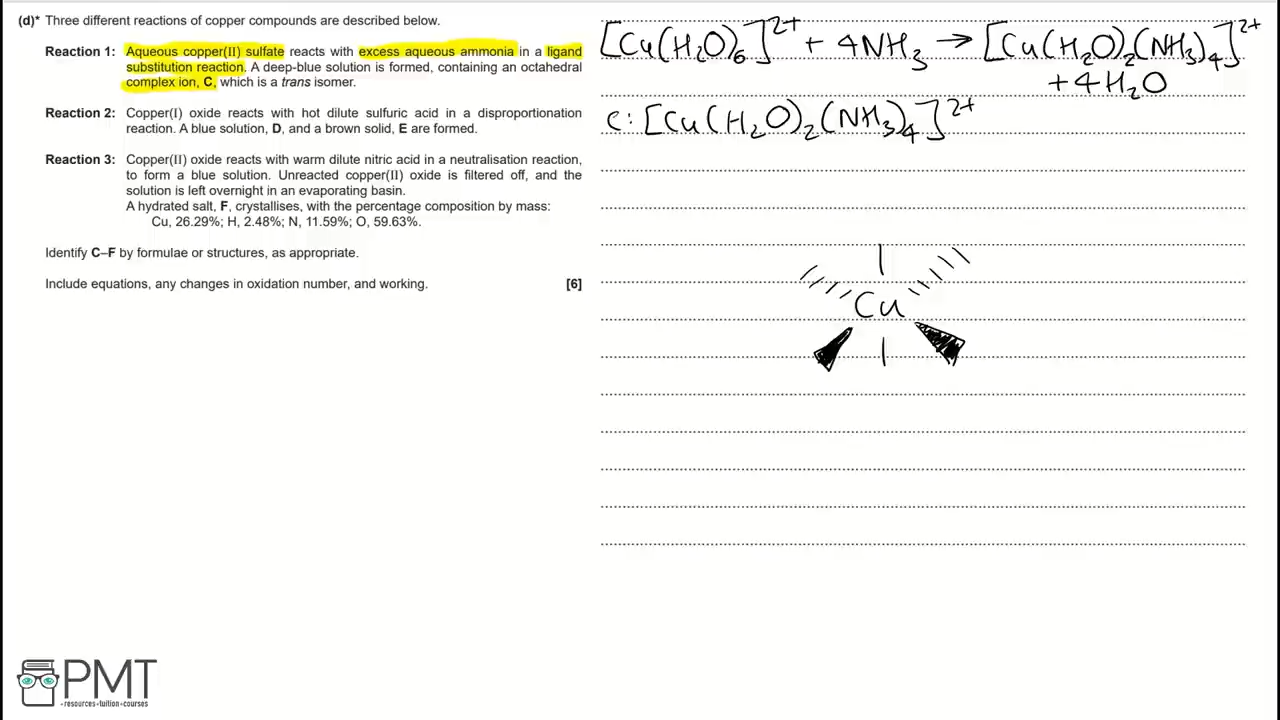 (d)* Three different reactions of copper compounds are described below.
Reaction 1: Aqueous copper(II) sulfate reacts with excess aqueous ammonia in a ligand
substitution reaction. A deep-blue solution is formed, containing an octahedral
complex ion, C, which is a trans isomer.
Reaction 2: Copper(I) oxide reacts with hot dilute sulfuric acid in a disproportionation
reaction. A blue solution, D, and a brown solid, E are formed.
Reaction 3: Copper(II) oxide reacts with warm dilute nitric acid in a neutralisation reaction,
to form a blue solution. Unreacted copper(II) oxide is filtered off, and the
solution is left overnight in an evaporating basin.
A hydrated salt, F, crystallises, with the percentage composition by mass:
Cu, 26.29%; H, 2.48%; N, 11.59%; O, 59.63%.
Identify C–F by formulae or structures, as appropriate.
Include equations, any changes in oxidation number, and working. [6]
[Cu(H₂O)₆]²⁺ + 4NH₃ → [Cu(H₂O)₂(NH₃)₄]²⁺
+ 4H₂O
C: [Cu(H₂O)₂(NH₃)₄]²⁺
Cu
PMT
resources•tuition•courses